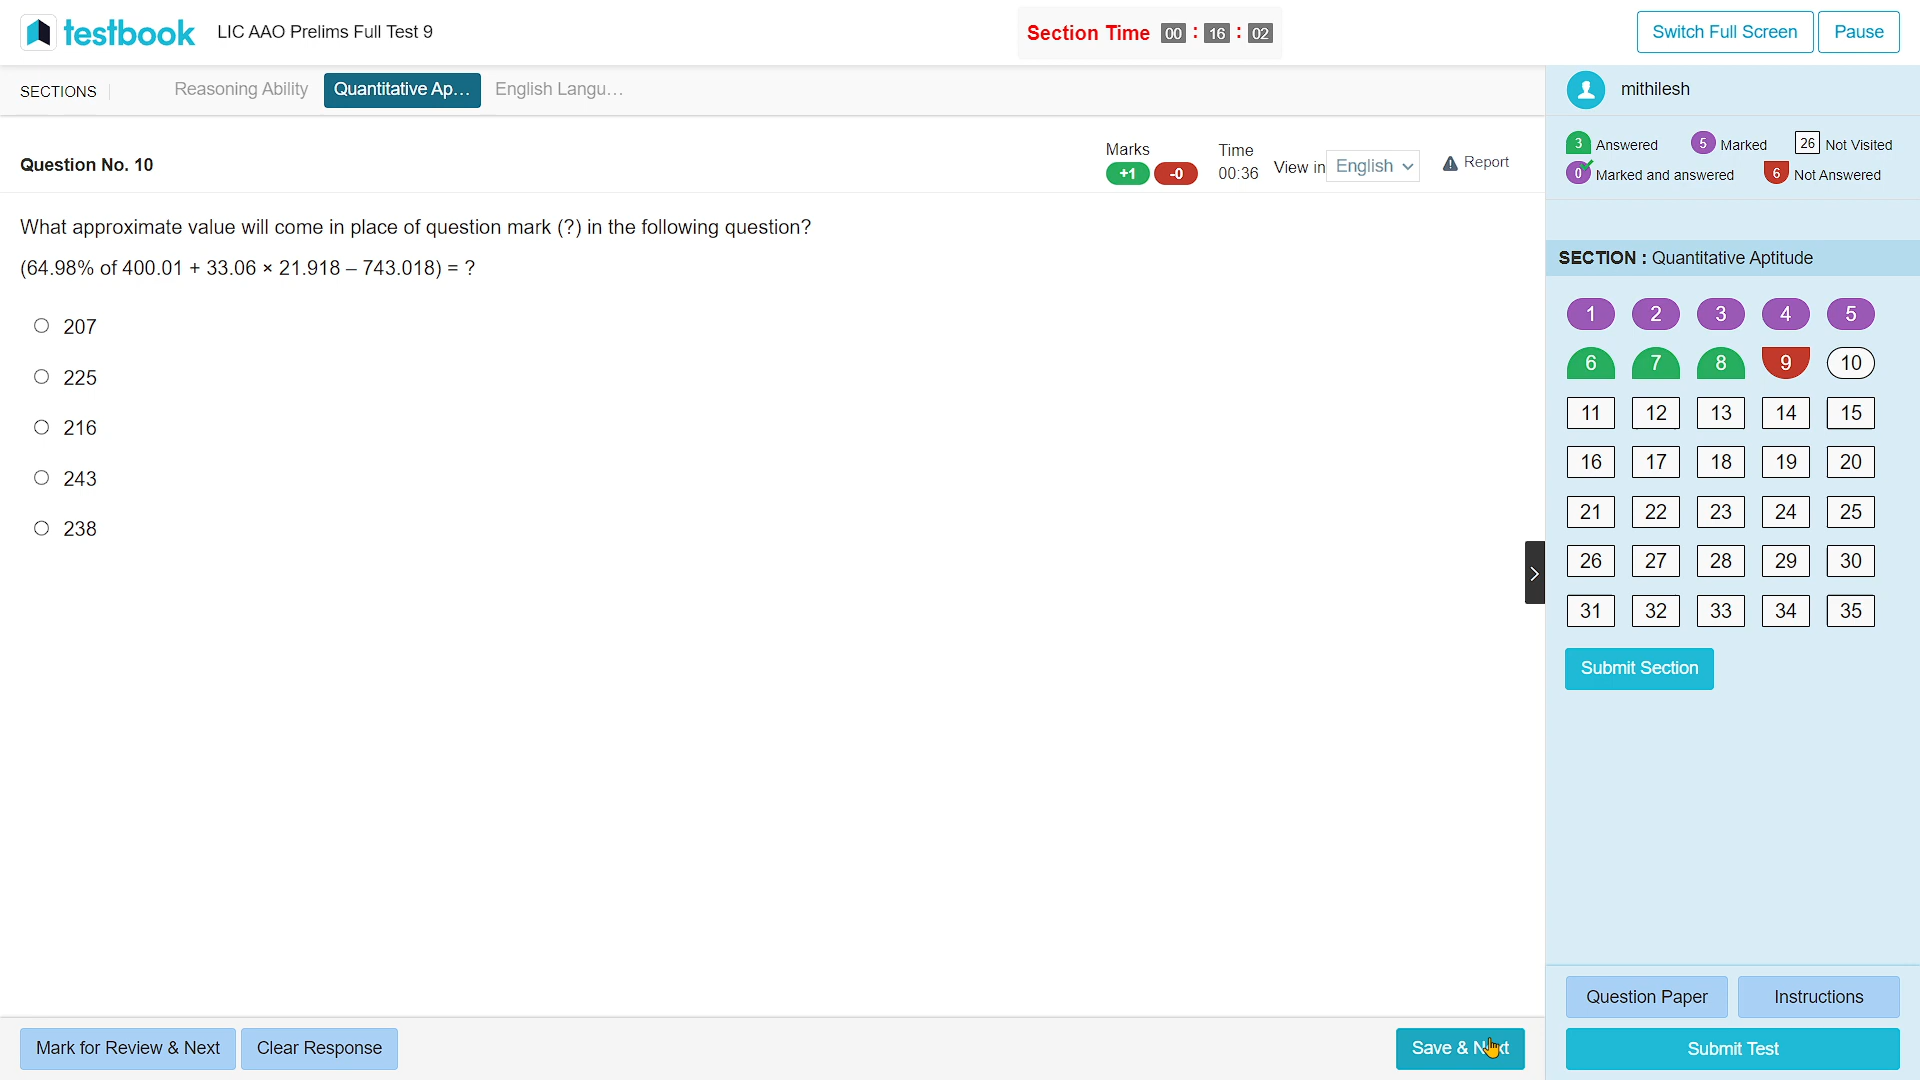 testbook LIC AAO Prelims Full Test 9 Section Time 00 : 16 : 02 Switch Full Screen Pause
SECTIONS Reasoning Ability Quantitative Ap... English Langu... mithilesh
Question No. 10 Marks +1 -0 Time 00:36 View in English Report
3 Answered 5 Marked 26 Not Visited
0 Marked and answered 6 Not Answered
What approximate value will come in place of question mark (?) in the following question?
(64.98% of 400.01 + 33.06 × 21.918 – 743.018) = ?
207
225
216
243
238
SECTION : Quantitative Aptitude
1 2 3 4 5
6 7 8 9 10
11 12 13 14 15
16 17 18 19 20
21 22 23 24 25
26 27 28 29 30
31 32 33 34 35
Submit Section
Question Paper Instructions
Mark for Review & Next Clear Response Save & Next Submit Test